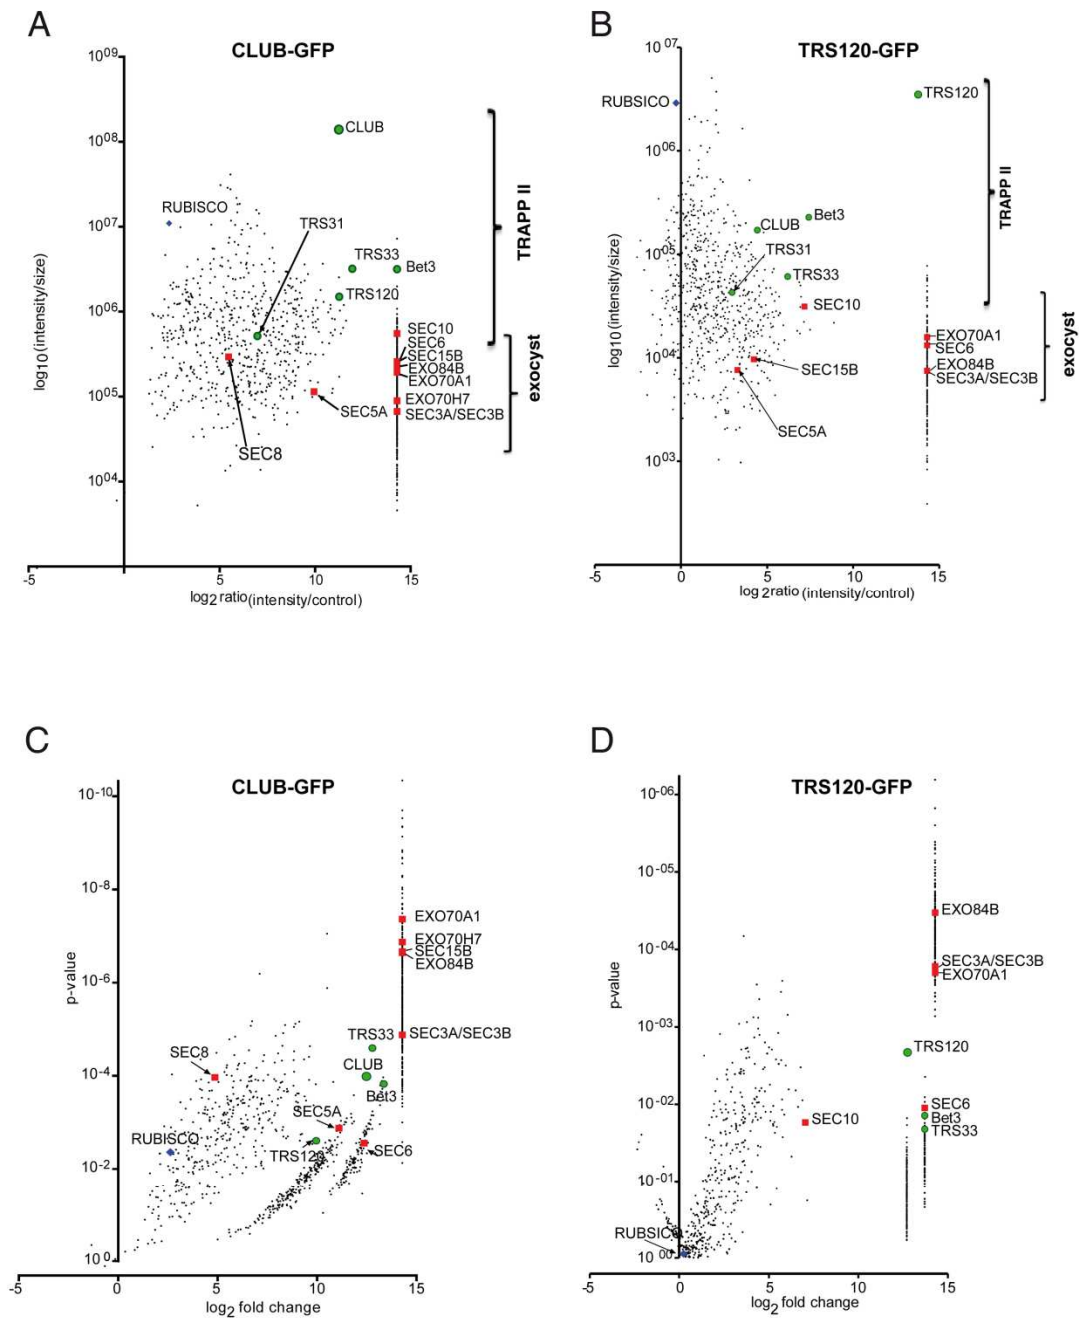 A
CLUB-GFP
10^09
10^08
10^07
10^06
10^05
10^04
log10(intensity/size)
CLUB
RUBISCO
TRS31
TRS33
Bet3
TRS120
SEC10
SEC6
SEC15B
EXO84B
EXO70A1
EXO70H7
SEC3A/SEC3B
SEC5A
SEC8
TRAPP II
exocyst
-5
0
5
10
15
log2 ratio(intensity/control)
B
TRS120-GFP
10^07
10^06
10^05
10^04
10^03
log10(intensity/size)
RUBSICO
TRS120
Bet3
CLUB
TRS31
TRS33
SEC10
EXO70A1
SEC6
EXO84B
SEC3A/SEC3B
SEC15B
SEC5A
TRAPP II
exocyst
-5
0
5
10
15
log2ratio(intensity/control)
C
CLUB-GFP
10^-10
10^-8
10^-6
10^-4
10^-2
10^0
p-value
EXO70A1
EXO70H7
SEC15B
EXO84B
SEC3A/SEC3B
TRS33
CLUB
Bet3
SEC8
SEC5A
RUBISCO
TRS120
SEC6
-5
0
5
10
15
log2 fold change
D
TRS120-GFP
10^-06
10^-05
10^-04
10^-03
10^-02
10^-01
10^00
p-value
EXO84B
SEC3A/SEC3B
EXO70A1
TRS120
SEC6
Bet3
TRS33
SEC10
RUBSICO
-5
0
5
10
15
log2 fold change